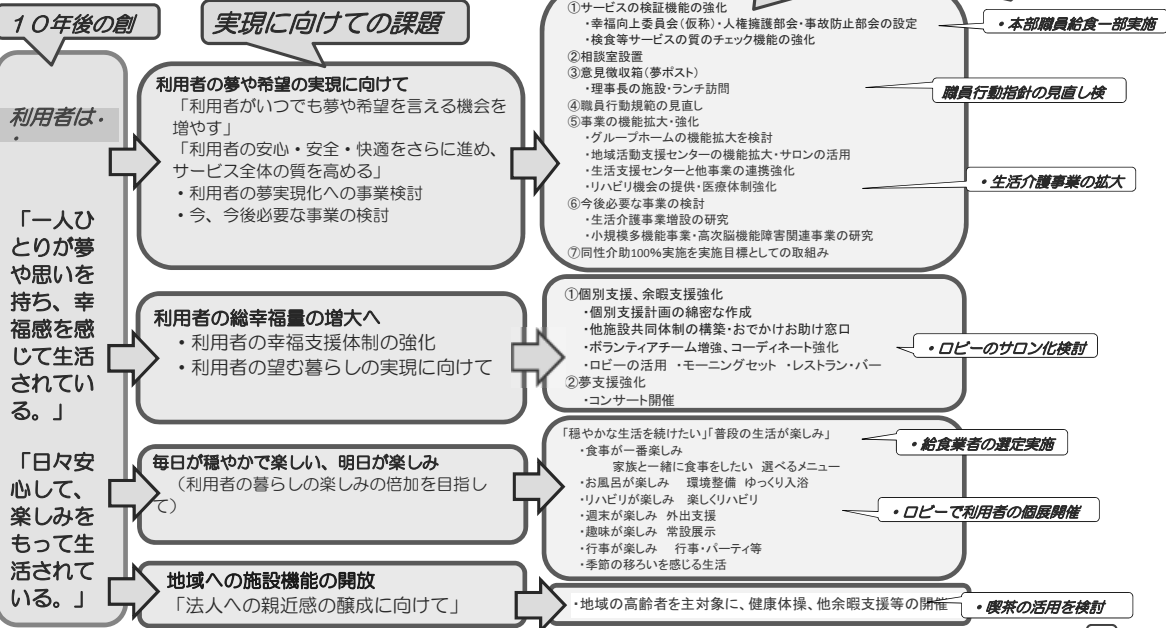 １０年後の創
利用者は・
・
「一人ひ
とりが夢
や思いを
持ち、幸
福感を感
じて生活
されてい
る。」
「日々安
心して、
楽しみを
もって生
活されて
いる。」
実現に向けての課題
利用者の夢や希望の実現に向けて
「利用者がいつでも夢や希望を言える機会を
増やす」
「利用者の安心・安全・快適をさらに進め、
サービス全体の質を高める」
・利用者の夢実現化への事業検討
・今、今後必要な事業の検討
利用者の総幸福量の増大へ
・利用者の幸福支援体制の強化
・利用者の望む暮らしの実現に向けて
毎日が穏やかで楽しい、明日が楽しみ
（利用者の暮らしの楽しみの倍加を目指し
て）
地域への施設機能の開放
「法人への親近感の醸成に向けて」
①サービスの検証機能の強化
・幸福向上委員会（仮称）・人権擁護部会・事故防止部会の設定
・検食等サービスの質のチェック機能の強化
②相談室設置
③意見徴収箱（夢ポスト）
・理事長の施設・ランチ訪問
④職員行動規範の見直し
⑤事業の機能拡大・強化
・グループホームの機能拡大を検討
・地域活動支援センターの機能拡大・サロンの活用
・生活支援センターと他事業の連携強化
・リハビリ機会の提供・医療体制強化
⑥今後必要な事業の検討
・生活介護事業増設の研究
・小規模多機能事業・高次脳機能障害関連事業の研究
⑦同性介助100％実施を実施目標としての取組み
①個別支援、余暇支援強化
・個別支援計画の綿密な作成
・他施設共同体制の構築・おでかけお助け窓口
・ボランティアチーム増強、コーディネート強化
・ロビーの活用 ・モーニングセット ・レストラン・バー
②夢支援強化
・コンサート開催
「穏やかな生活を続けたい」「普段の生活が楽しみ」
・食事が一番楽しみ
家族と一緒に食事をしたい 選べるメニュー
・お風呂が楽しみ 環境整備 ゆっくり入浴
・リハビリが楽しみ 楽しくリハビリ
・週末が楽しみ 外出支援
・趣味が楽しみ 常設展示
・行事が楽しみ 行事・パーティ等
・季節の移ろいを感じる生活
・地域の高齢者を主対象に、健康体操、他余暇支援等の開催
・本部職員給食一部実施
職員行動指針の見直し検
・生活介護事業の拡大
・ロビーのサロン化検討
・給食業者の選定実施
・ロビーで利用者の個展開催
・喫茶の活用を検討